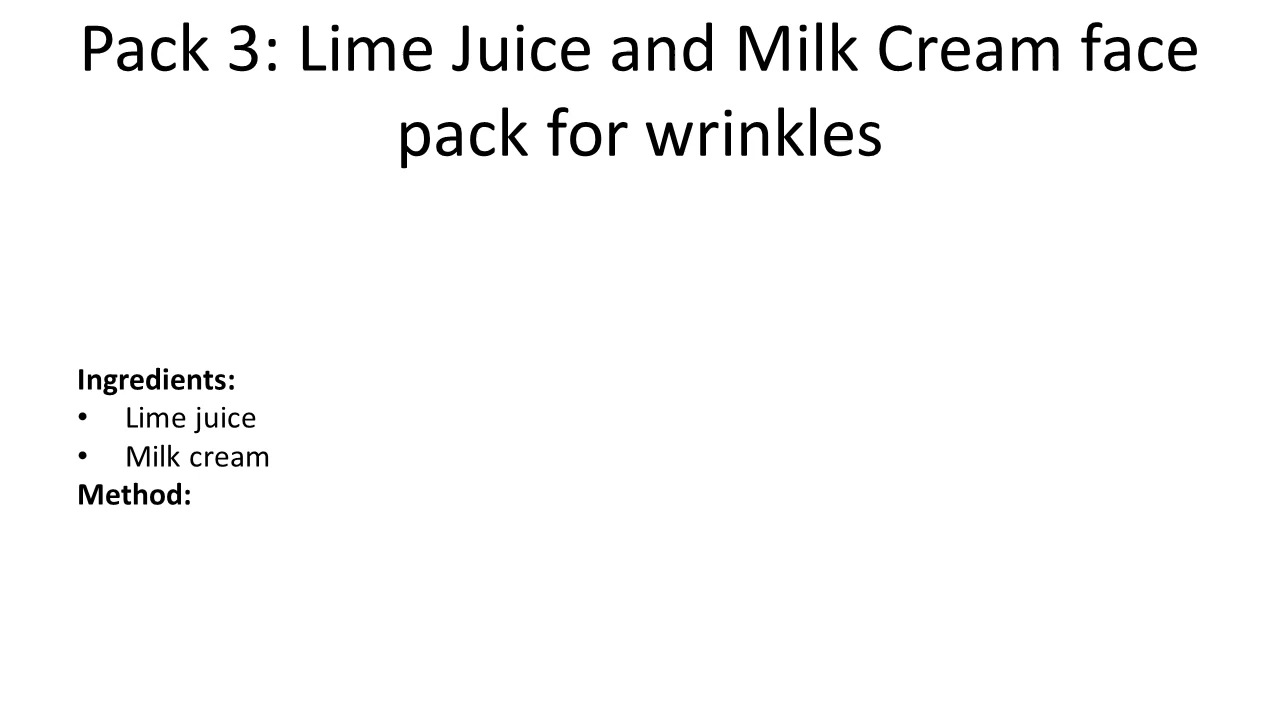 Pack 3: Lime Juice and Milk Cream face
pack for wrinkles
Ingredients:
• Lime juice
• Milk cream
Method: